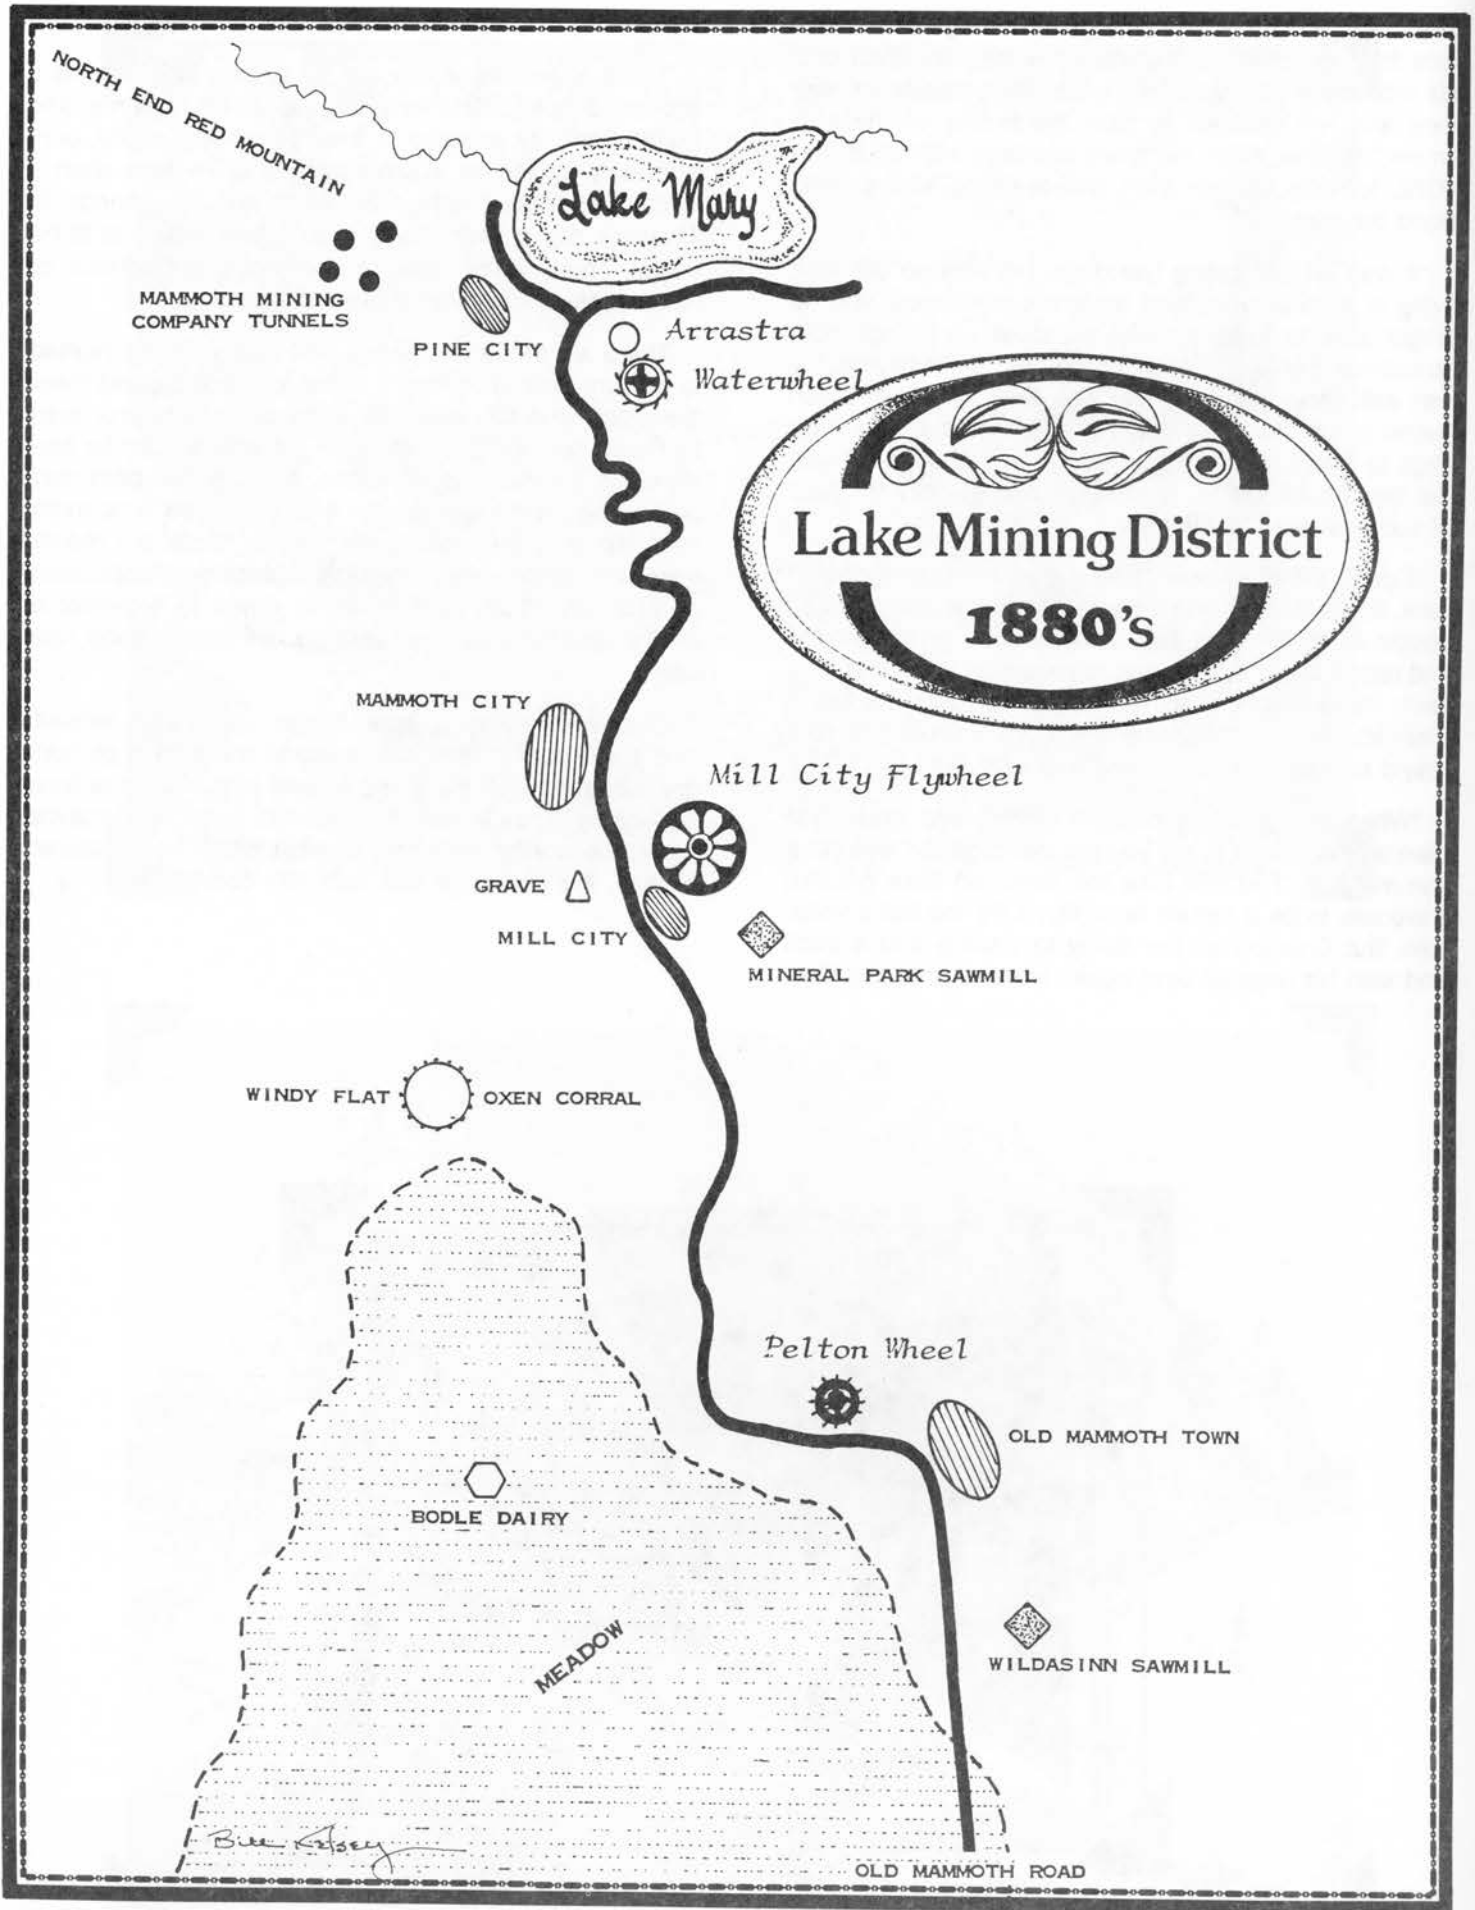 NORTH END RED MOUNTAIN
Lake Mary
MAMMOTH MINING
COMPANY TUNNELS
PINE CITY
Arrastra
Waterwheel
Lake Mining District
1880's
MAMMOTH CITY
Mill City Flywheel
GRAVE
MILL CITY
MINERAL PARK SAWMILL
WINDY FLAT
OXEN CORRAL
Pelton Wheel
OLD MAMMOTH TOWN
BODLE DAIRY
MEADOW
WILDASINN SAWMILL
Bill Kelsey
OLD MAMMOTH ROAD